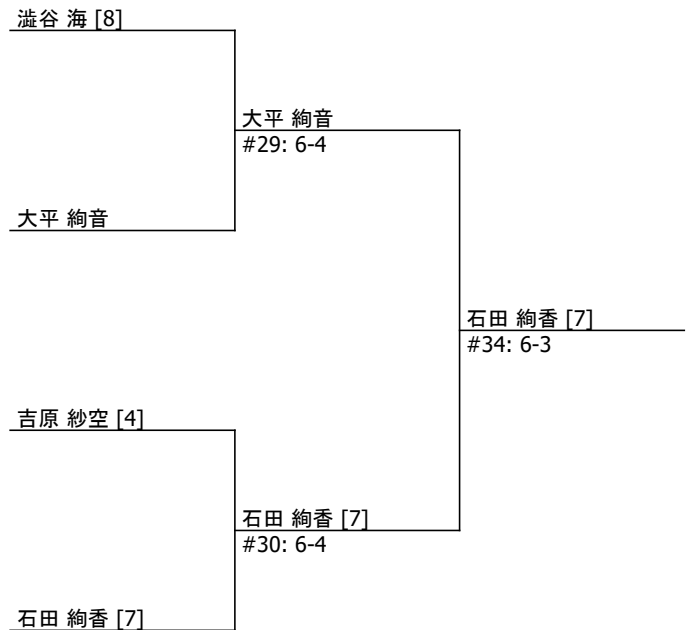 澁谷 海 [8]
大平 絢音
#29: 6-4
大平 絢音
石田 絢香 [7]
#34: 6-3
吉原 紗空 [4]
石田 絢香 [7]
#30: 6-4
石田 絢香 [7]